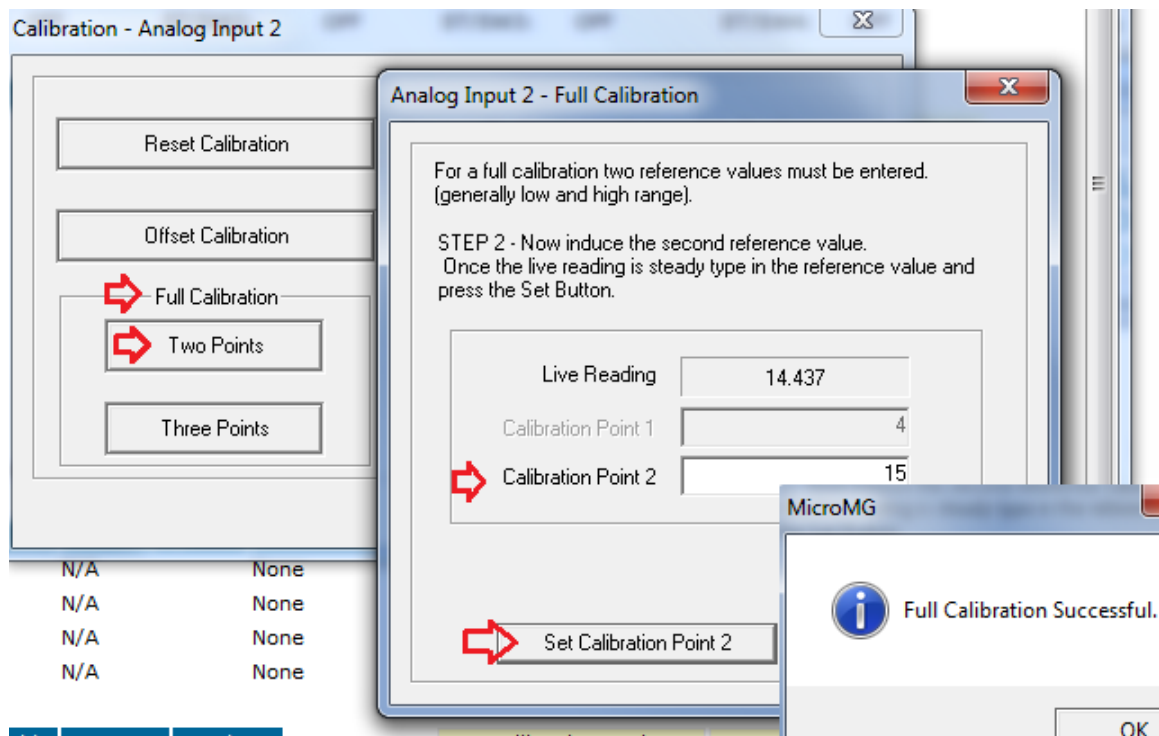 Calibration - Analog Input 2
Reset Calibration
Offset Calibration
Full Calibration
Two Points
Three Points
Analog Input 2 - Full Calibration
For a full calibration two reference values must be entered.
(generally low and high range).
STEP 2 - Now induce the second reference value.
Once the live reading is steady type in the reference value and
press the Set Button.
Live Reading 14.437
Calibration Point 1 4
Calibration Point 2 15
Set Calibration Point 2
MicroMG
Full Calibration Successful.
OK
N/A None
N/A None
N/A None
N/A None